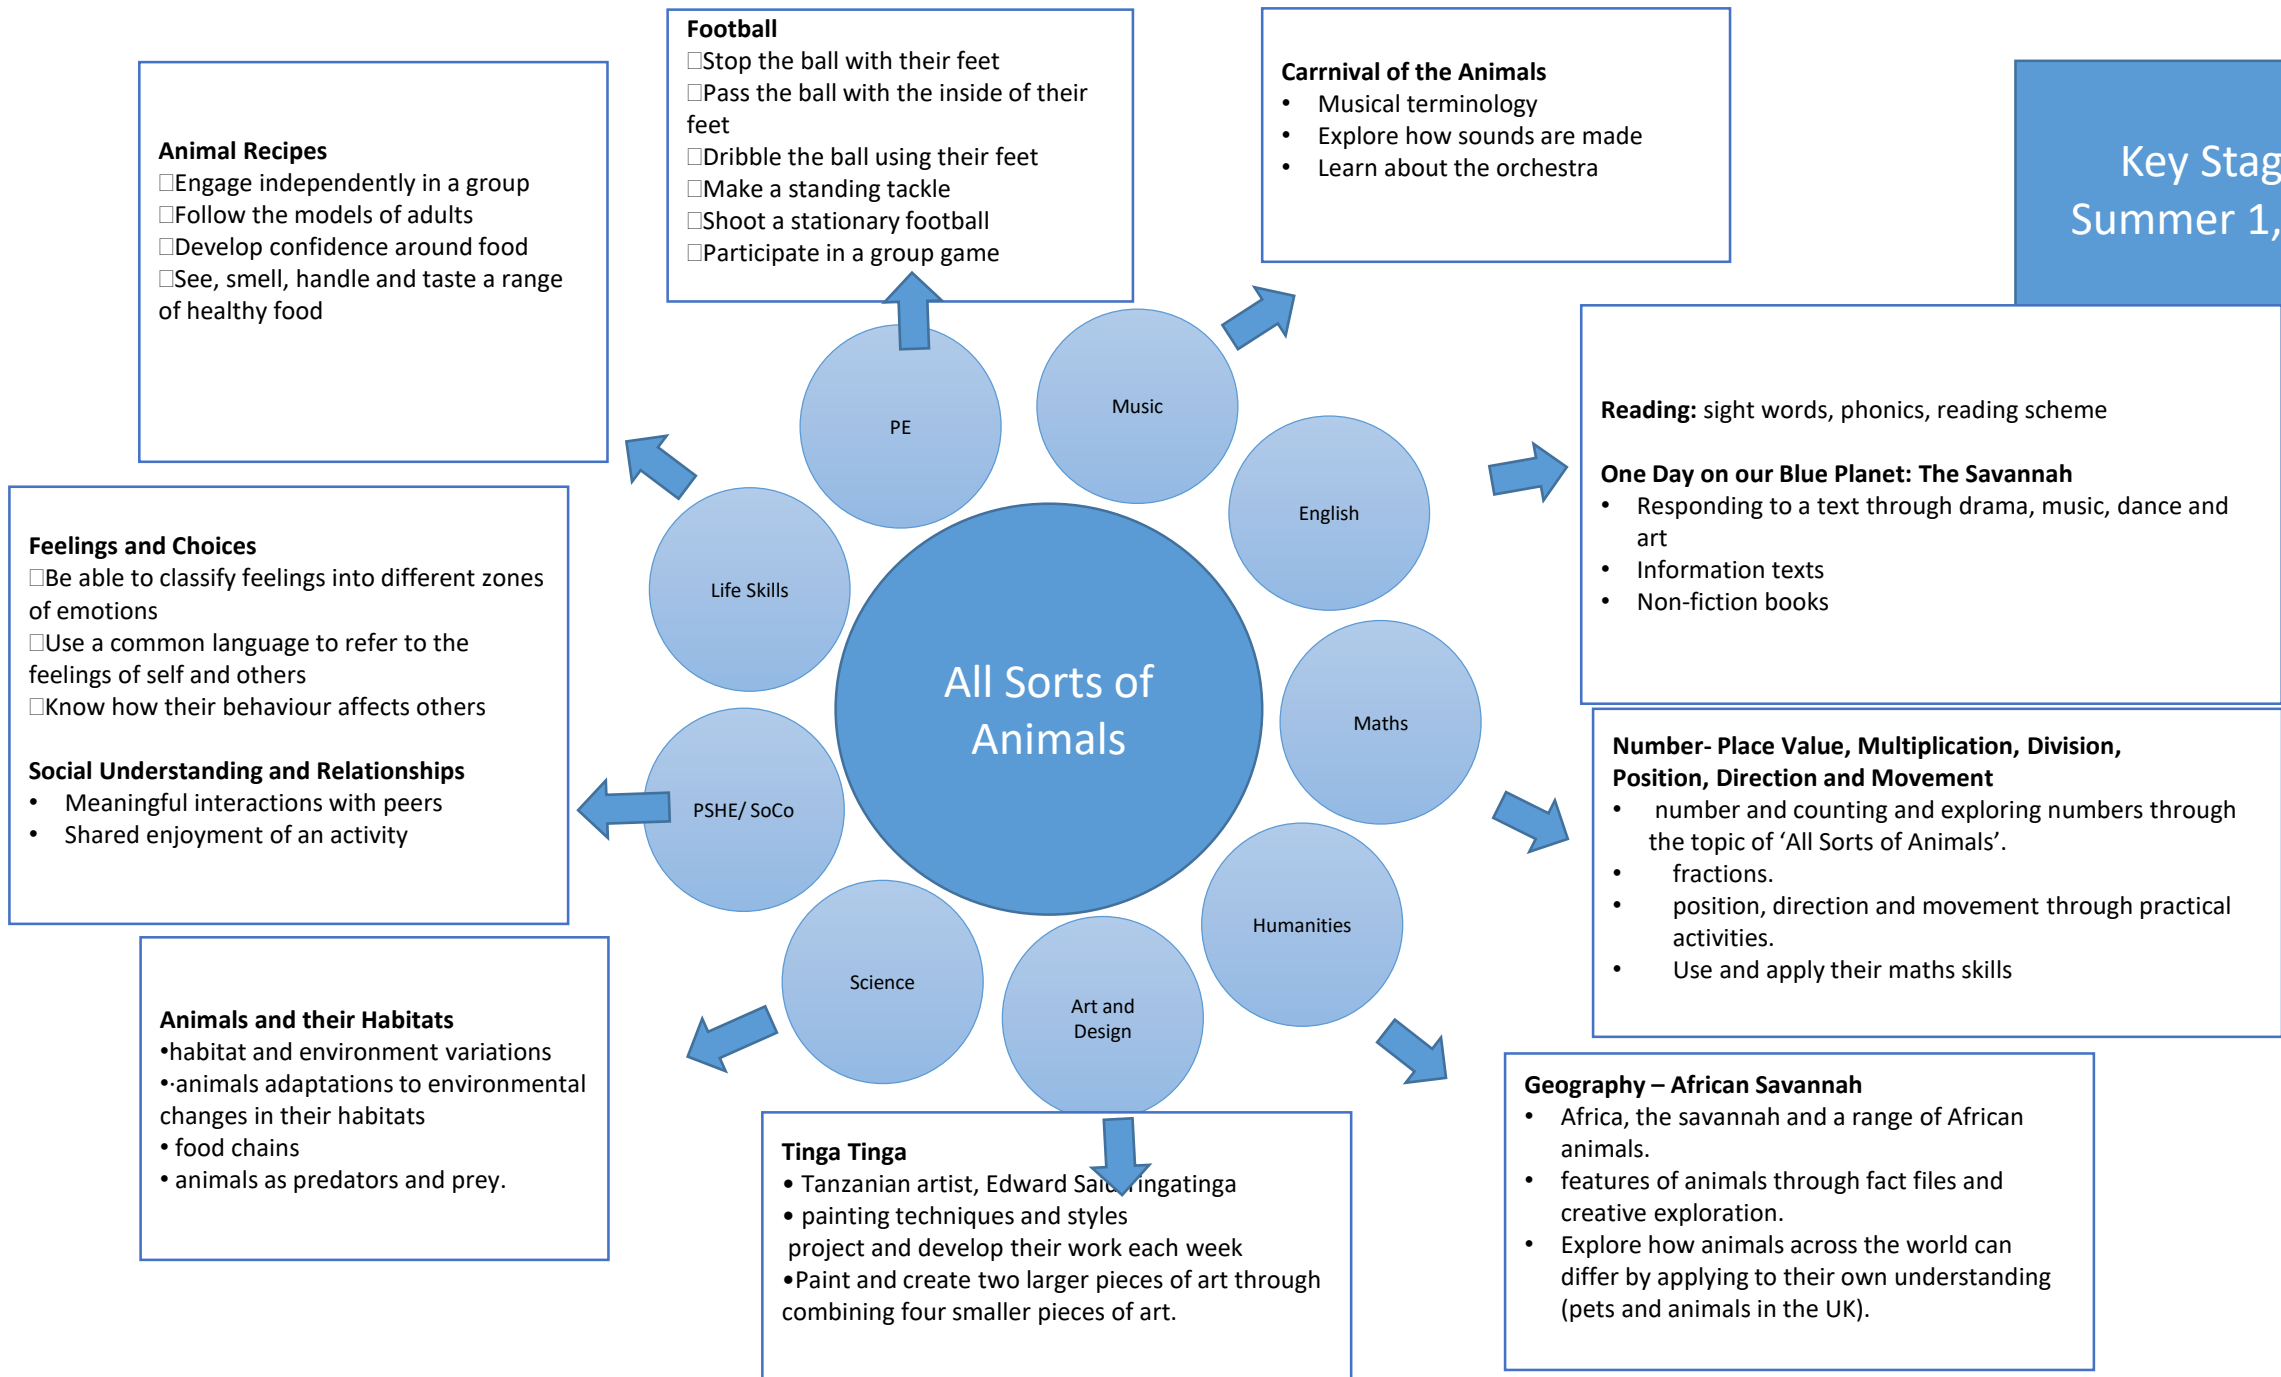 Football
□Stop the ball with their feet
□Pass the ball with the inside of their
feet
□Dribble the ball using their feet
□Make a standing tackle
□Shoot a stationary football
□Participate in a group game
Carrnival of the Animals
• Musical terminology
• Explore how sounds are made
• Learn about the orchestra
Key Stag
Summer 1,
Animal Recipes
□Engage independently in a group
□Follow the models of adults
□Develop confidence around food
□See, smell, handle and taste a range
of healthy food
Reading: sight words, phonics, reading scheme
One Day on our Blue Planet: The Savannah
• Responding to a text through drama, music, dance and
art
• Information texts
• Non-fiction books
Feelings and Choices
□Be able to classify feelings into different zones
of emotions
□Use a common language to refer to the
feelings of self and others
□Know how their behaviour affects others
Social Understanding and Relationships
• Meaningful interactions with peers
• Shared enjoyment of an activity
PE
Music
English
Life Skills
Maths
All Sorts of
Animals
PSHE/ SoCo
Humanities
Science
Art and
Design
Number- Place Value, Multiplication, Division,
Position, Direction and Movement
• number and counting and exploring numbers through
the topic of ‘All Sorts of Animals’.
• fractions.
• position, direction and movement through practical
activities.
• Use and apply their maths skills
Animals and their Habitats
•habitat and environment variations
•·animals adaptations to environmental
changes in their habitats
• food chains
• animals as predators and prey.
Tinga Tinga
• Tanzanian artist, Edward Said Tingatinga
• painting techniques and styles
project and develop their work each week
•Paint and create two larger pieces of art through
combining four smaller pieces of art.
Geography – African Savannah
• Africa, the savannah and a range of African
animals.
• features of animals through fact files and
creative exploration.
• Explore how animals across the world can
differ by applying to their own understanding
(pets and animals in the UK).